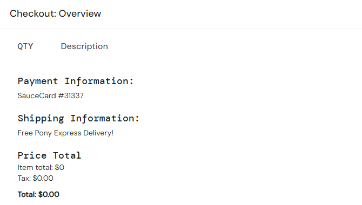 Checkout: Overview
QTY Description
Payment Information:
SauceCard #31337
Shipping Information:
Free Pony Express Delivery!
Price Total
Item total: $0
Tax: $0.00
Total: $0.00